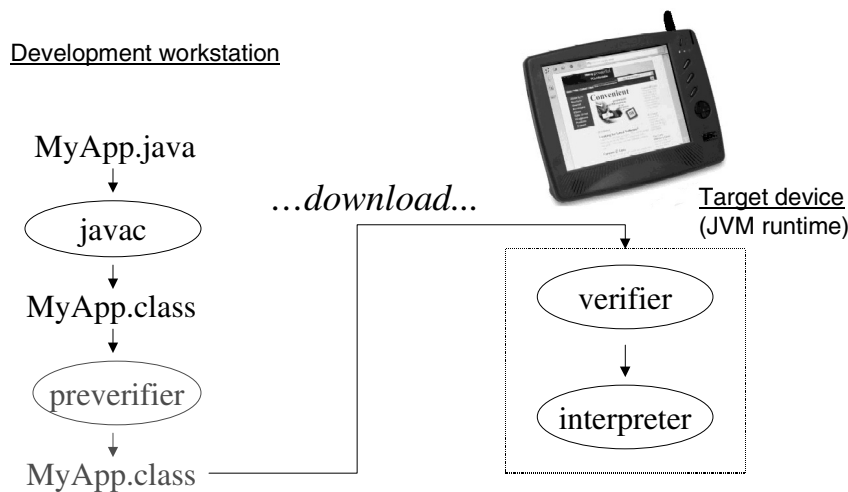 Development workstation
MyApp.java
javac
MyApp.class
preverifier
MyApp.class
...download...
Convenient
Target device
(JVM runtime)
verifier
interpreter